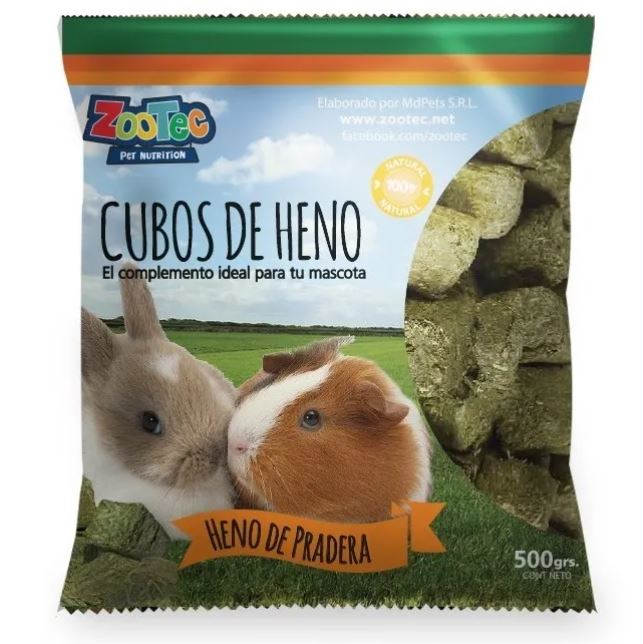 ZooTec
PET NUTRITION
Elaborado por MdPets S.R.L.
www.zootec.net
facebook.com/zootec
NATURAL
100%
NATURAL
CUBOS DE HENO
El complemento ideal para tu mascota
HENO DE PRADERA
500grs.
CONT NETO